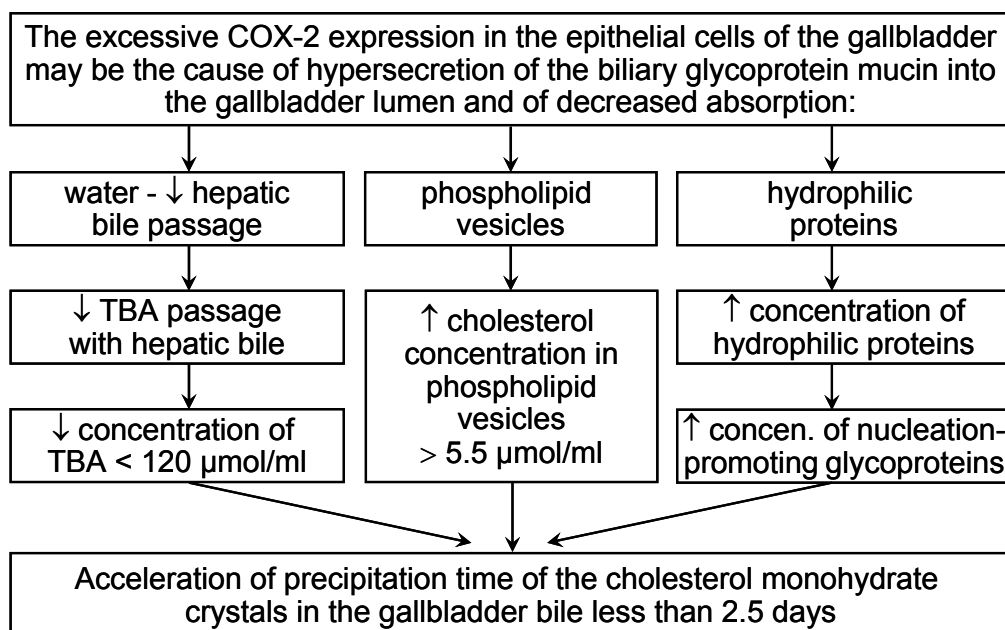 The excessive COX-2 expression in the epithelial cells of the gallbladder
may be the cause of hypersecretion of the biliary glycoprotein mucin into
the gallbladder lumen and of decreased absorption:
water - ↓ hepatic
bile passage
phospholipid
vesicles
hydrophilic
proteins
↓ TBA passage
with hepatic bile
↑ cholesterol
concentration in
phospholipid
vesicles
> 5.5 µmol/ml
↑ concentration of
hydrophilic proteins
↓ concentration of
TBA < 120 µmol/ml
↑ concen. of nucleation-
promoting glycoproteins
Acceleration of precipitation time of the cholesterol monohydrate
crystals in the gallbladder bile less than 2.5 days